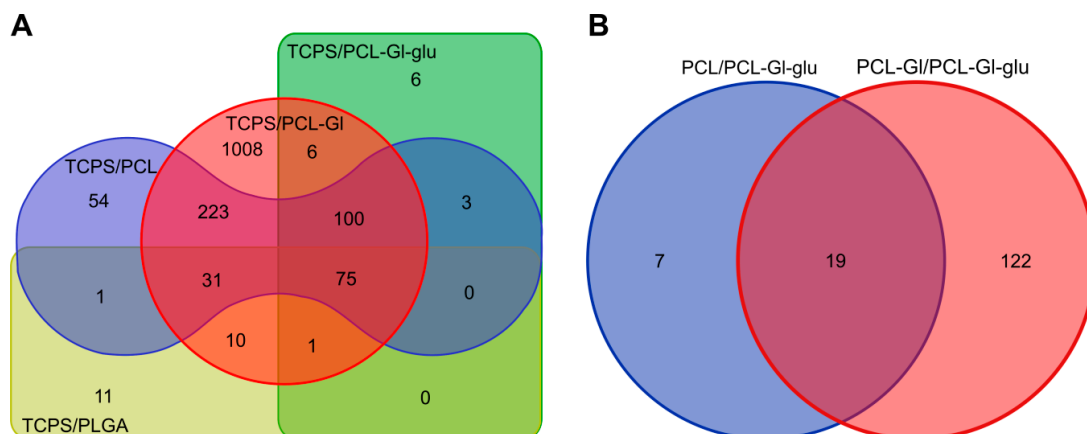 A
TCPS/PCL-Gl-glu
6
TCPS/PCL-Gl
1008
6
TCPS/PCL
54
223
100
3
1
31
75
0
10
1
11
0
TCPS/PLGA
B
PCL/PCL-Gl-glu
PCL-Gl/PCL-Gl-glu
7
19
122